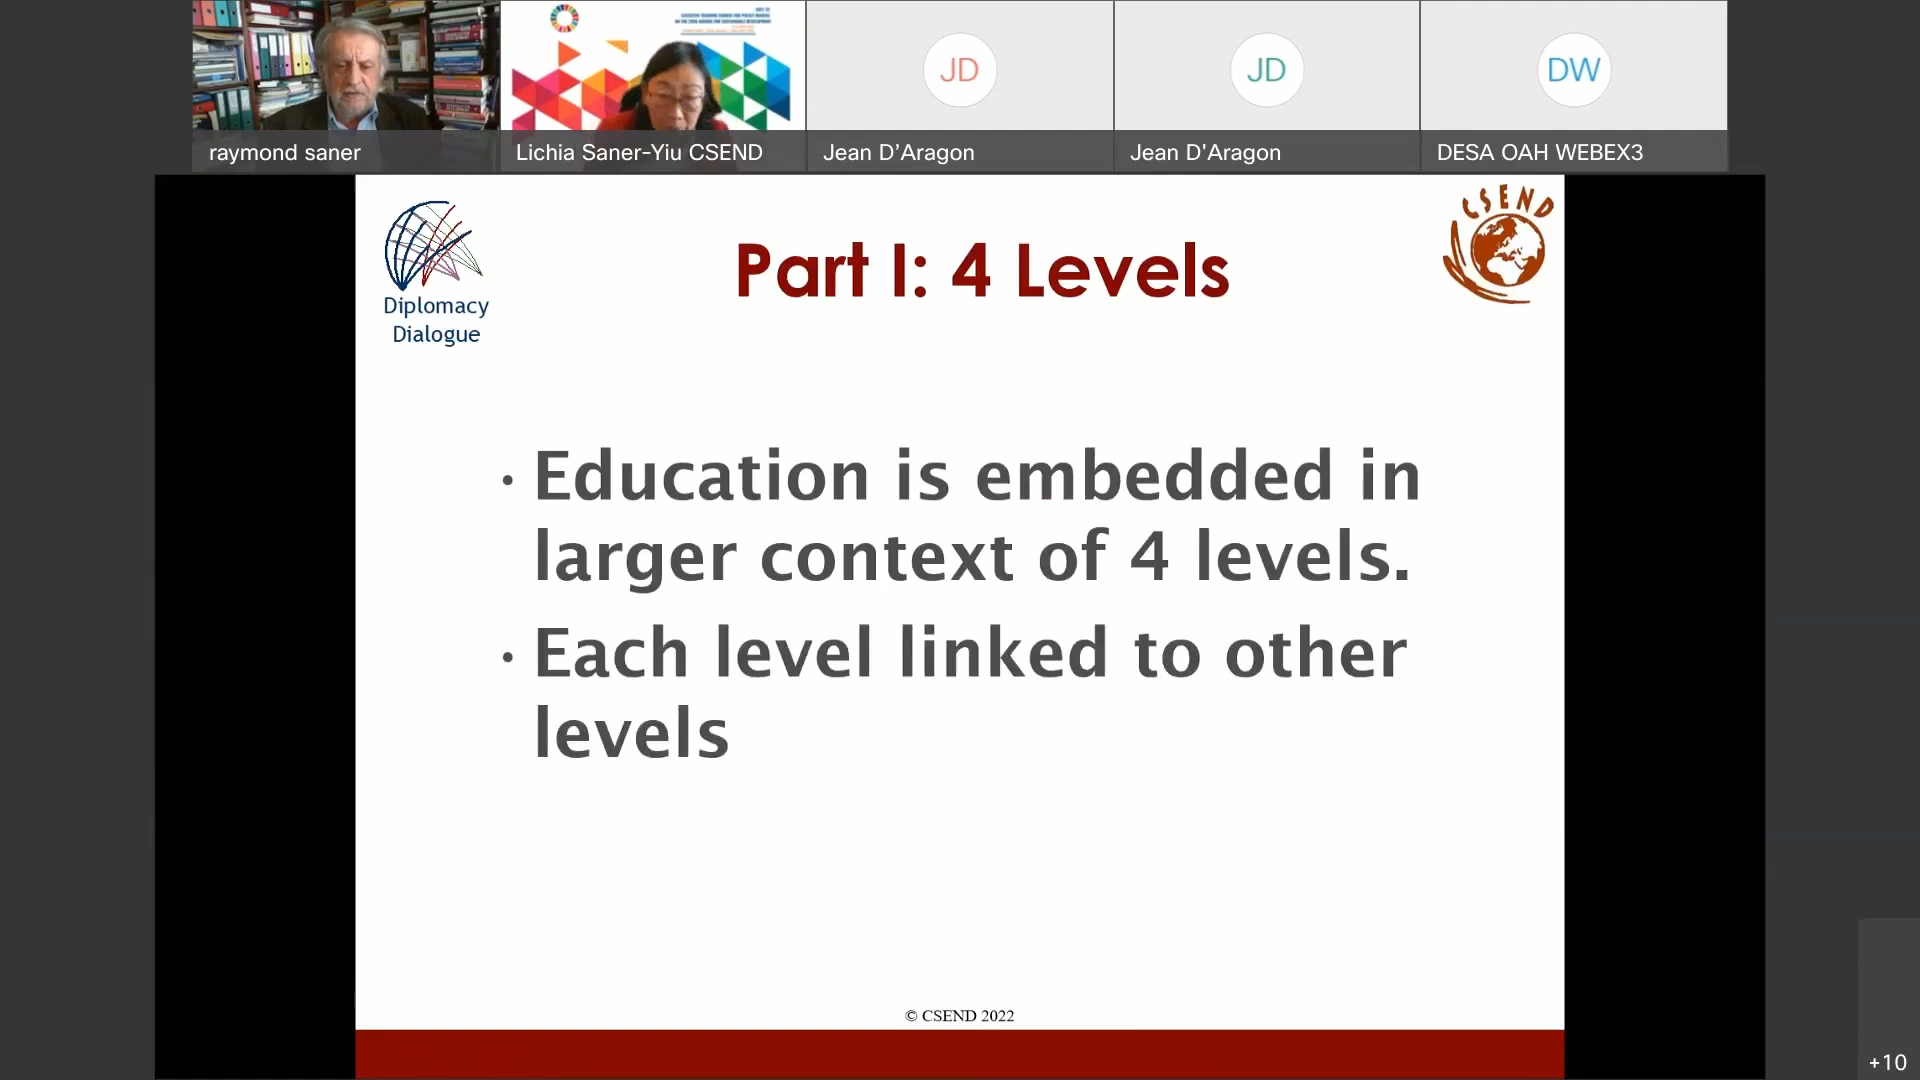 JD
JD
DW
raymond saner
Lichia Saner-Yiu CSEND
Jean D’Aragon
Jean D'Aragon
DESA OAH WEBEX3
CSEND
Diplomacy
Dialogue
Part I: 4 Levels
• Education is embedded in
larger context of 4 levels.
• Each level linked to other
levels
© CSEND 2022
+10